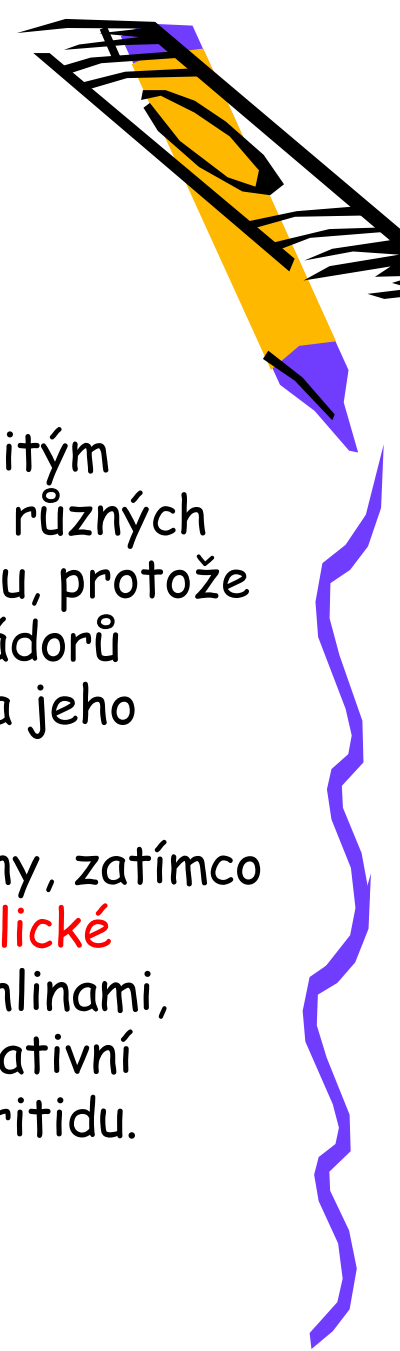 itým
různých
u, protože
ádorů
a jeho
ny, zatímco
lické
hlinami,
ativní
ritidu.